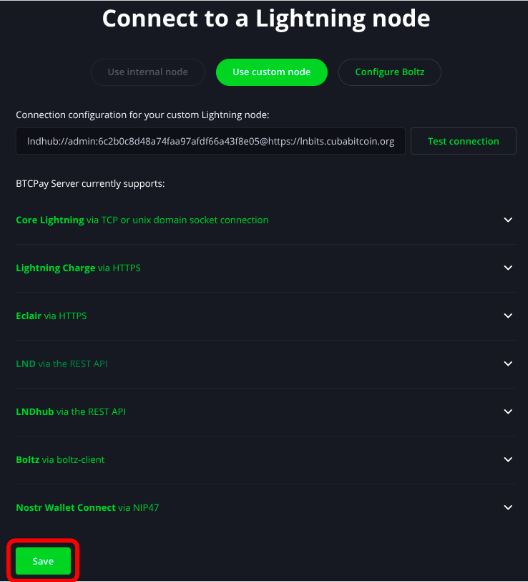 Connect to a Lightning node
Use internal node
Use custom node
Configure Boltz
Connection configuration for your custom Lightning node:
lndhub://admin:6c2b0c8d48a74faa97afdf66a43f8e05@https://lnbits.cubabitcoin.org
Test connection
BTCPay Server currently supports:
Core Lightning via TCP or unix domain socket connection
Lightning Charge via HTTPS
Eclair via HTTPS
LND via the REST API
LNDhub via the REST API
Boltz via boltz-client
Nostr Wallet Connect via NIP47
Save